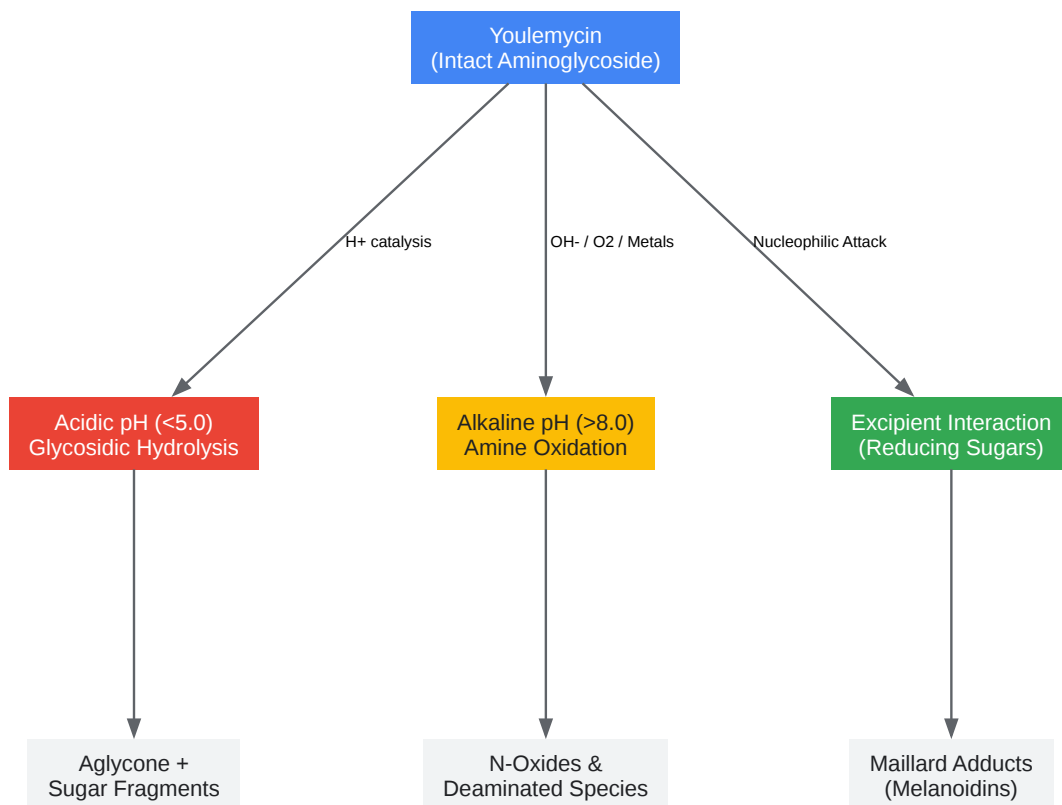 Youlemycin
(Intact Aminoglycoside)
H+ catalysis
OH- / O2 / Metals
Nucleophilic Attack
Acidic pH (<5.0)
Glycosidic Hydrolysis
Alkaline pH (>8.0)
Amine Oxidation
Excipient Interaction
(Reducing Sugars)
Aglycone +
Sugar Fragments
N-Oxides &
Deaminated Species
Maillard Adducts
(Melanoidins)